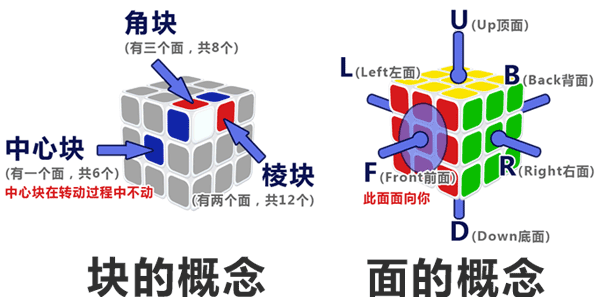 角块
(有三个面，共8个)
中心块
(有一个面，共6个)
中心块在转动过程中不动
棱块
(有两个面，共12个)
块的概念
U(Up顶面)
L(Left左面)
B(Back背面)
F(Front前面)
此面面向你
R(Right右面)
D(Down底面)
面的概念